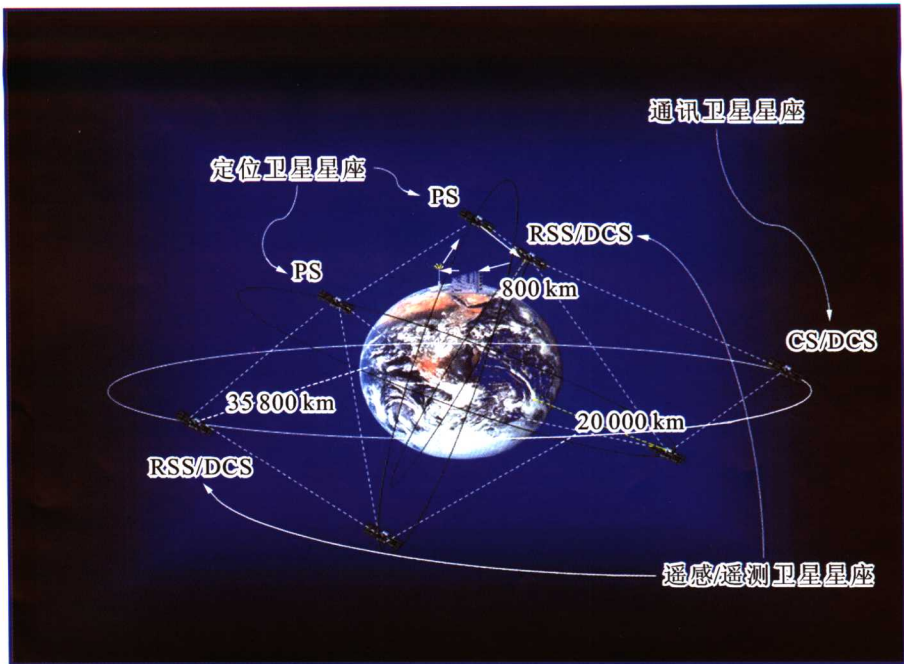 通讯卫星星座
定位卫星星座
PS
RSS/DCS
PS
800 km
CS/DCS
35 800 km
20 000 km
RSS/DCS
遥感/遥测卫星星座